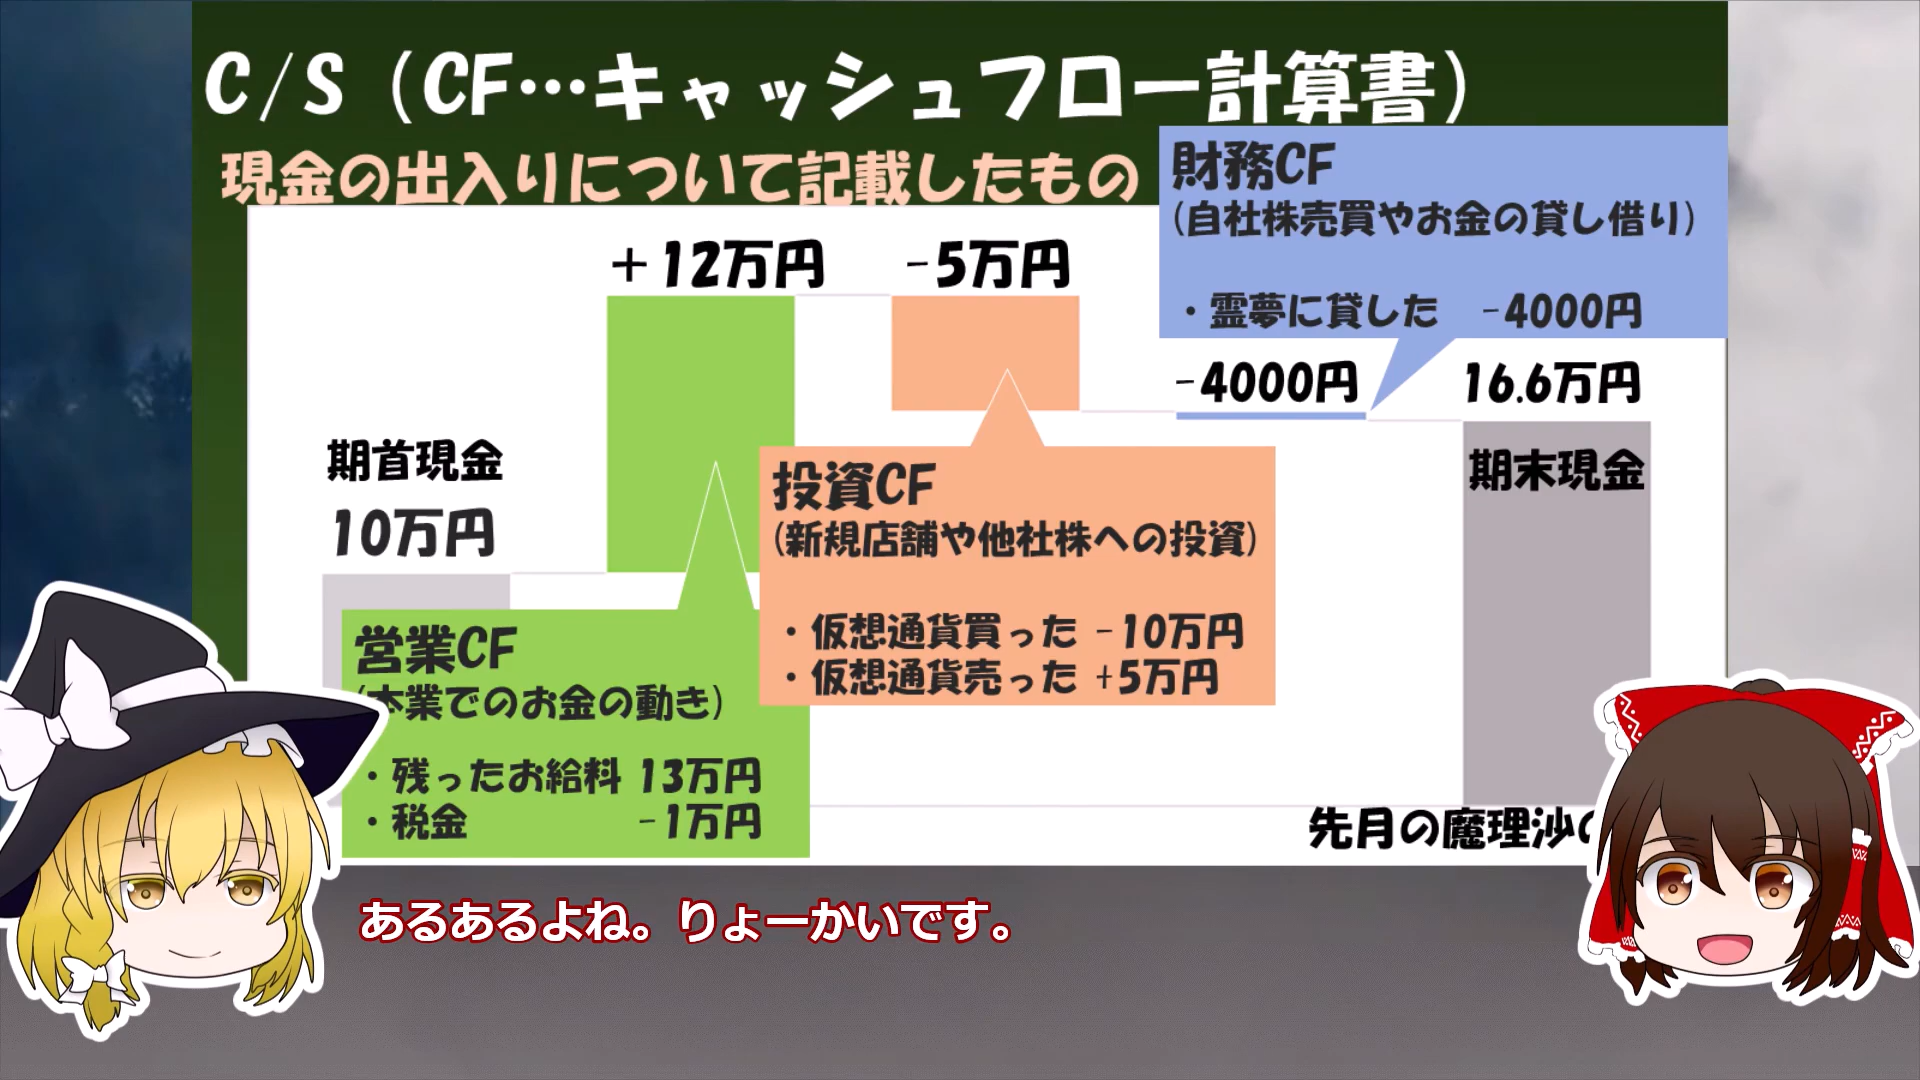 C/S（CF…キャッシュフロー計算書）
現金の出入りについて記載したもの
財務CF
(自社株売買やお金の貸し借り)
・霊夢に貸した　-4000円
+12万円
-5万円
-4000円
16.6万円
期首現金
10万円
期末現金
投資CF
(新規店舗や他社株への投資)
・仮想通貨買った -10万円
・仮想通貨売った +5万円
営業CF
(本業でのお金の動き)
・残ったお給料 13万円
・税金　-1万円
先月の魔理沙の
あるあるよね。りょーかいです。